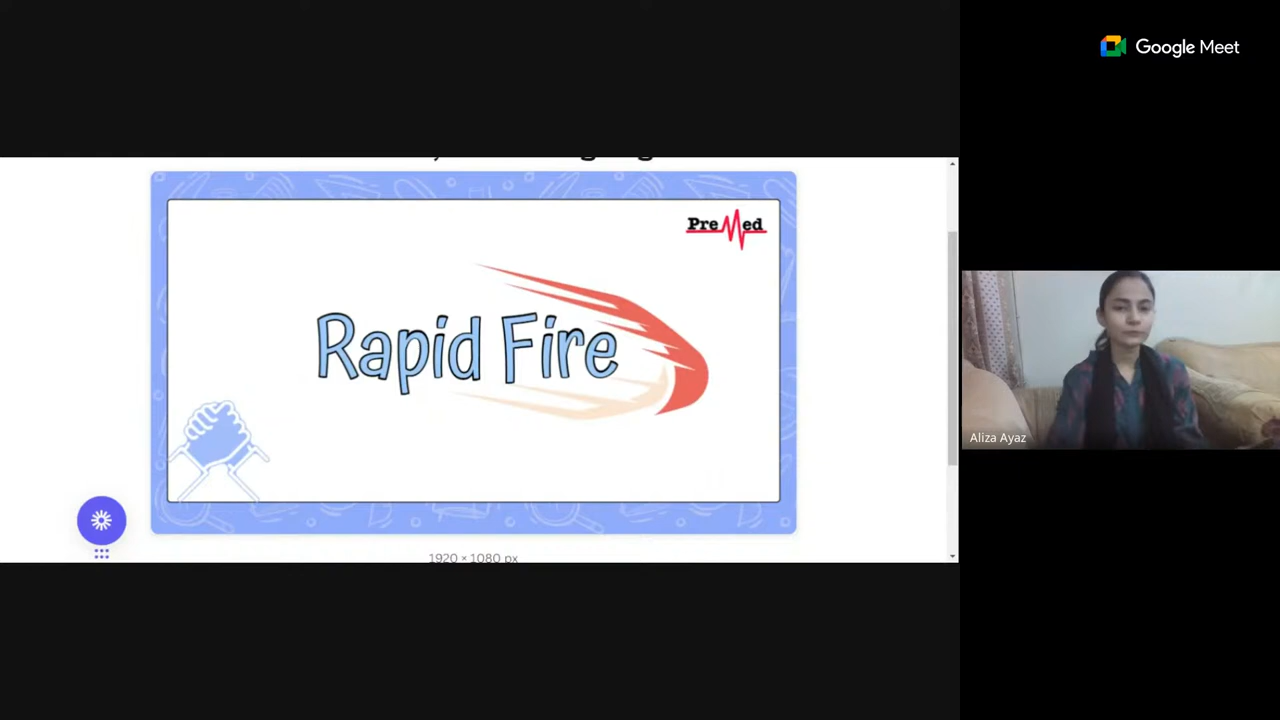 Google Meet
PreMed
Rapid Fire
Aliza Ayaz
1920 × 1080 px